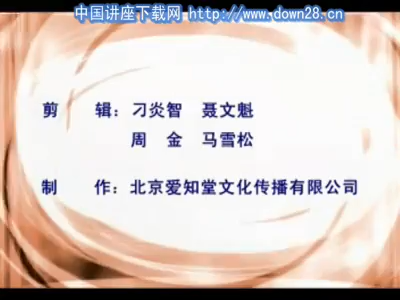 中国讲座下载网 http://www.down28.cn
剪 辑：刁炎智 聂文魁
周 金 马雪松
制 作：北京爱知堂文化传播有限公司